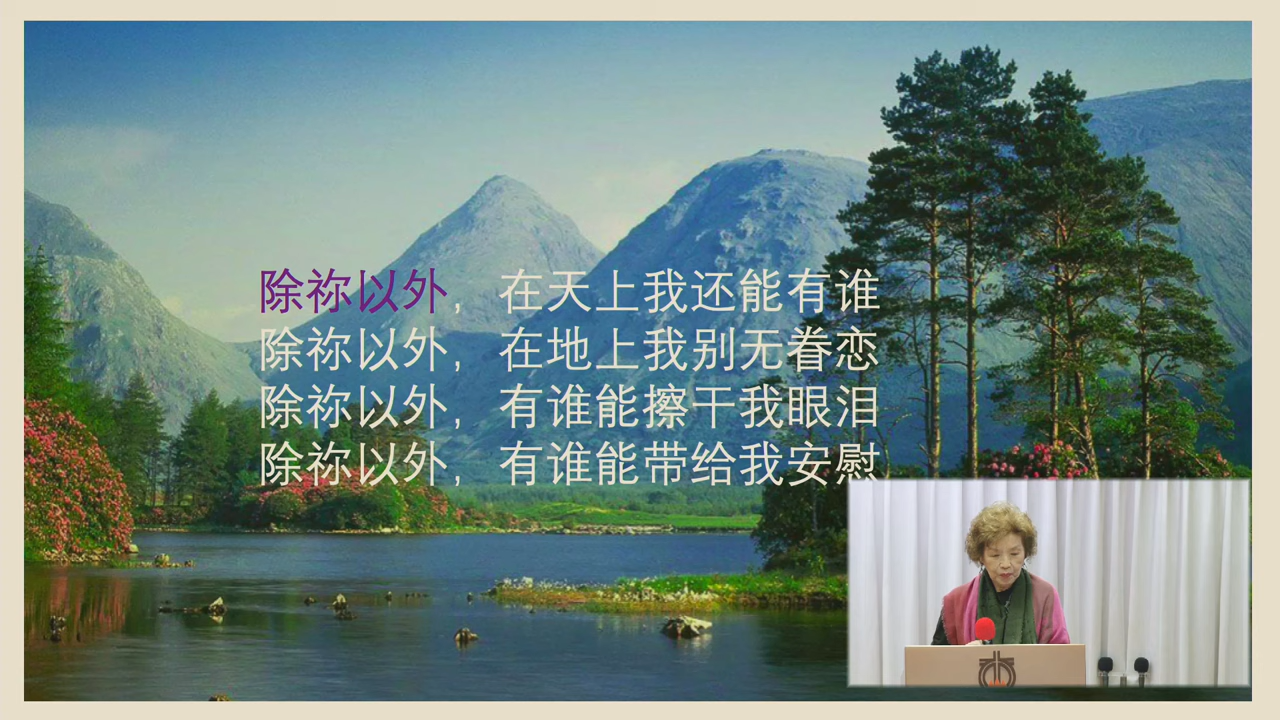 除祢以外，在天上我还能有谁
除祢以外，在地上我别无眷恋
除祢以外，有谁能擦干我眼泪
除祢以外，有谁能带给我安慰